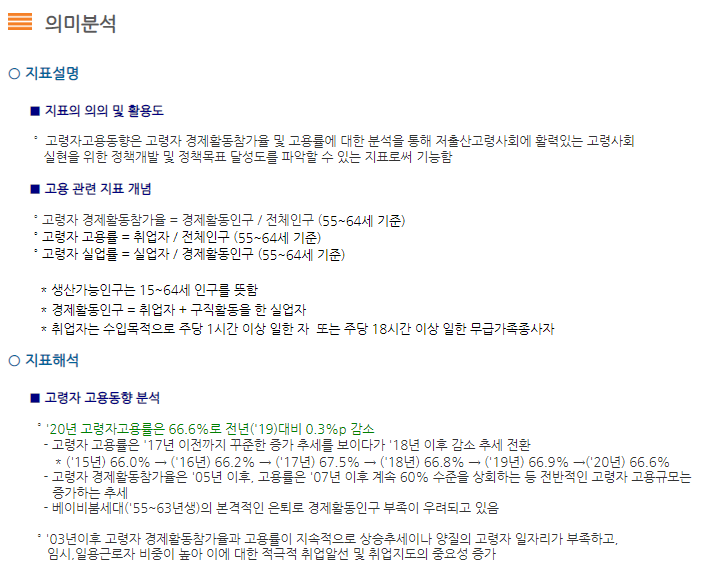 의미분석
○ 지표설명
■ 지표의 의의 및 활용도
° 고령자고용동향은 고령자 경제활동참가율 및 고용률에 대한 분석을 통해 저출산고령사회에 활력있는 고령사회
실현을 위한 정책개발 및 정책목표 달성도를 파악할 수 있는 지표로써 기능함
■ 고용 관련 지표 개념
° 고령자 경제활동참가율 = 경제활동인구 / 전체인구 (55~64세 기준)
° 고령자 고용률 = 취업자 / 전체인구 (55~64세 기준)
° 고령자 실업률 = 실업자 / 경제활동인구 (55~64세 기준)
* 생산가능인구는 15~64세 인구를 뜻함
* 경제활동인구 = 취업자 + 구직활동을 한 실업자
* 취업자는 수입목적으로 주당 1시간 이상 일한 자 또는 주당 18시간 이상 일한 무급가족종사자
○ 지표해석
■ 고령자 고용동향 분석
° '20년 고령자고용률은 66.6%로 전년('19)대비 0.3%p 감소
- 고령자 고용률은 '17년 이전까지 꾸준한 증가 추세를 보이다가 '18년 이후 감소 추세 전환
* ('15년) 66.0% → ('16년) 66.2% → ('17년) 67.5% → ('18년) 66.8% → ('19년) 66.9% →('20년) 66.6%
- 고령자 경제활동참가율은 '05년 이후, 고용률은 '07년 이후 계속 60% 수준을 상회하는 등 전반적인 고령자 고용규모는
증가하는 추세
- 베이비붐세대('55~63년생)의 본격적인 은퇴로 경제활동인구 부족이 우려되고 있음
° '03년이후 고령자 경제활동참가율과 고용률이 지속적으로 상승추세이나 양질의 고령자 일자리가 부족하고,
임시,일용근로자 비중이 높아 이에 대한 적극적 취업알선 및 취업지도의 중요성 증가